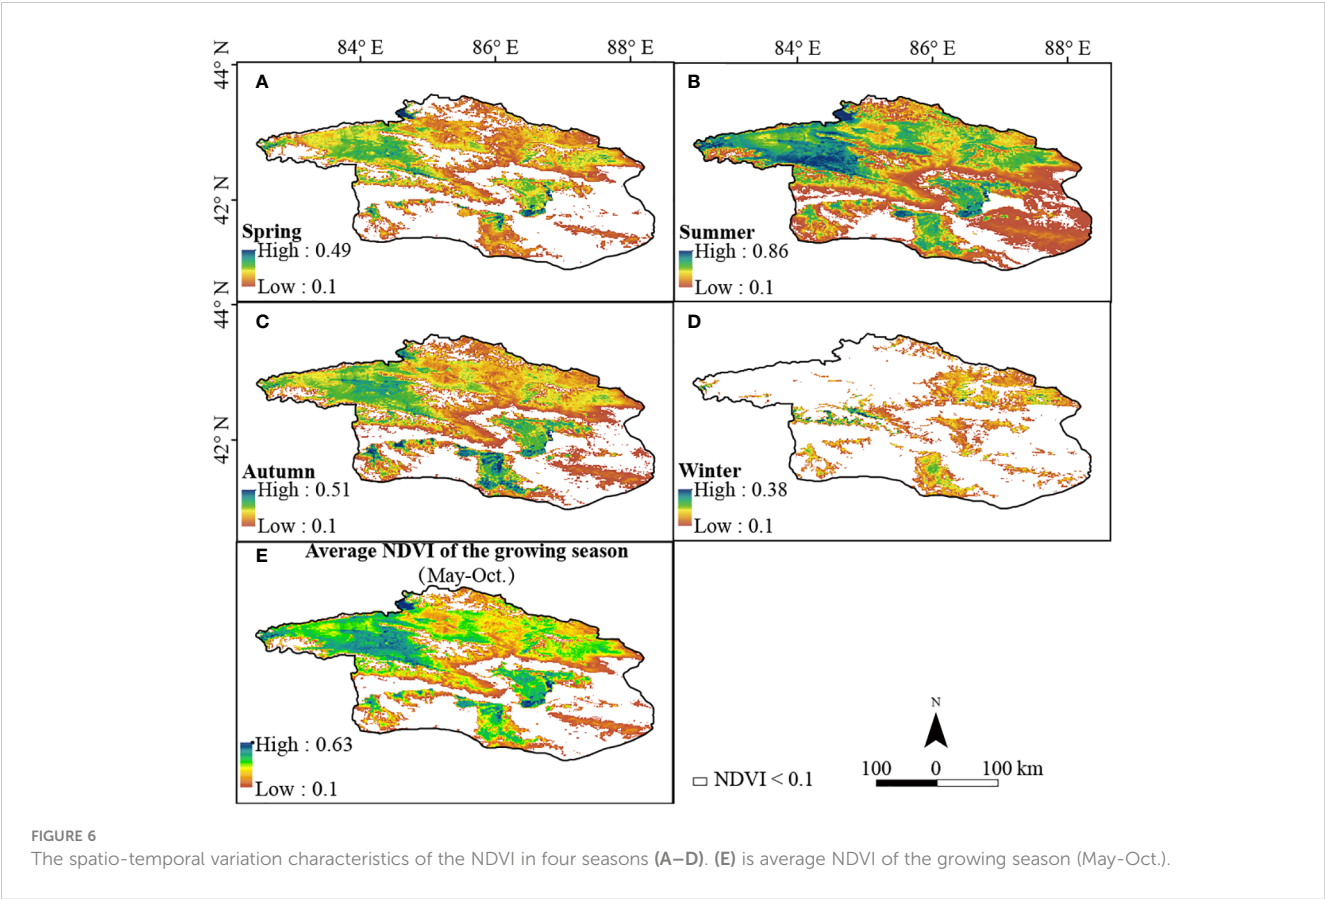 84° E 86° E 88° E 84° E 86° E 88° E
44° N
A
B
42° N
Spring
High : 0.49
Low : 0.1
Summer
High : 0.86
Low : 0.1
44° N
C
D
42° N
Autumn
High : 0.51
Low : 0.1
Winter
High : 0.38
Low : 0.1
E
Average NDVI of the growing season
(May-Oct.)
High : 0.63
Low : 0.1
N
NDVI < 0.1
100 0 100 km
FIGURE 6
The spatio-temporal variation characteristics of the NDVI in four seasons (A–D). (E) is average NDVI of the growing season (May-Oct.).